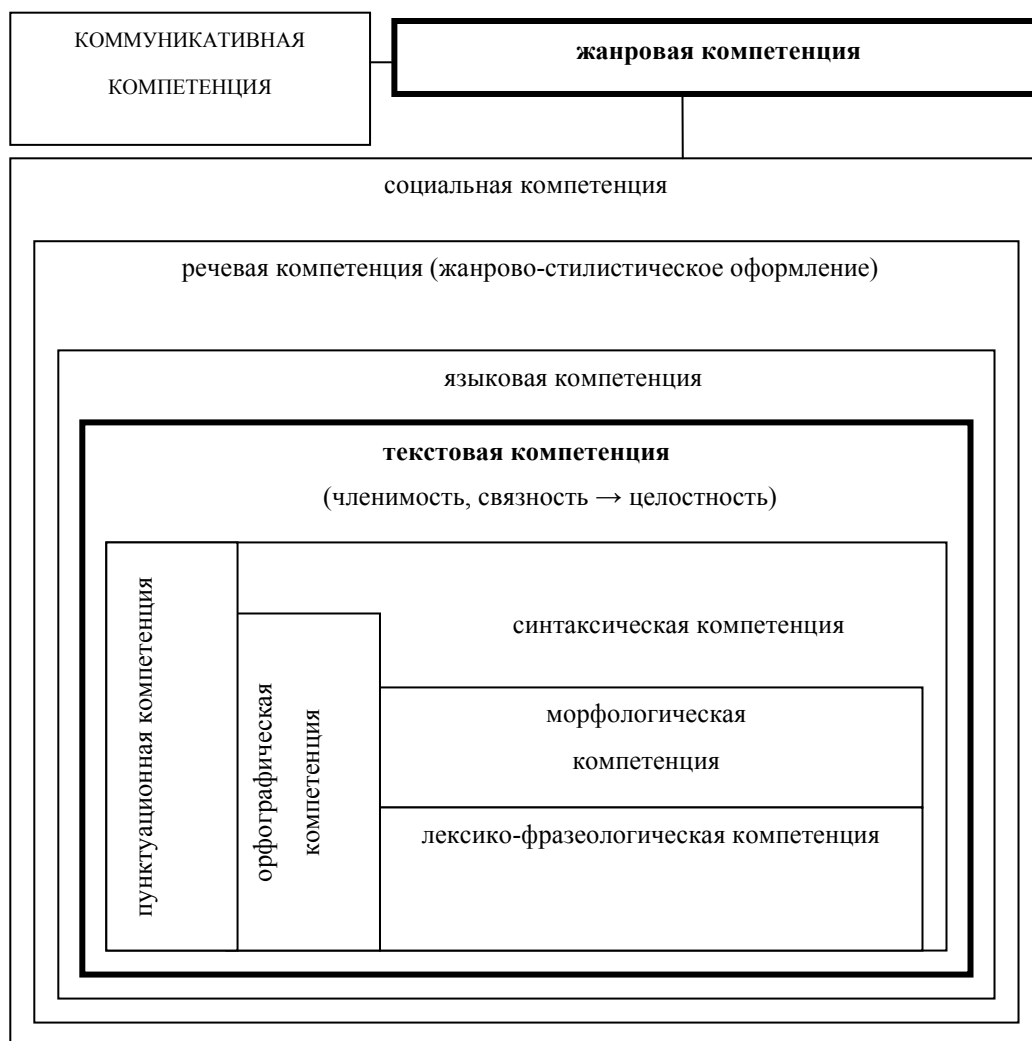 КОММУНИКАТИВНАЯ
КОМПЕТЕНЦИЯ
жанровая компетенция
социальная компетенция
речевая компетенция (жанрово-стилистическое оформление)
языковая компетенция
текстовая компетенция
(членимость, связность → целостность)
пунктуационная компетенция
орфографическая
компетенция
синтаксическая компетенция
морфологическая
компетенция
лексико-фразеологическая компетенция